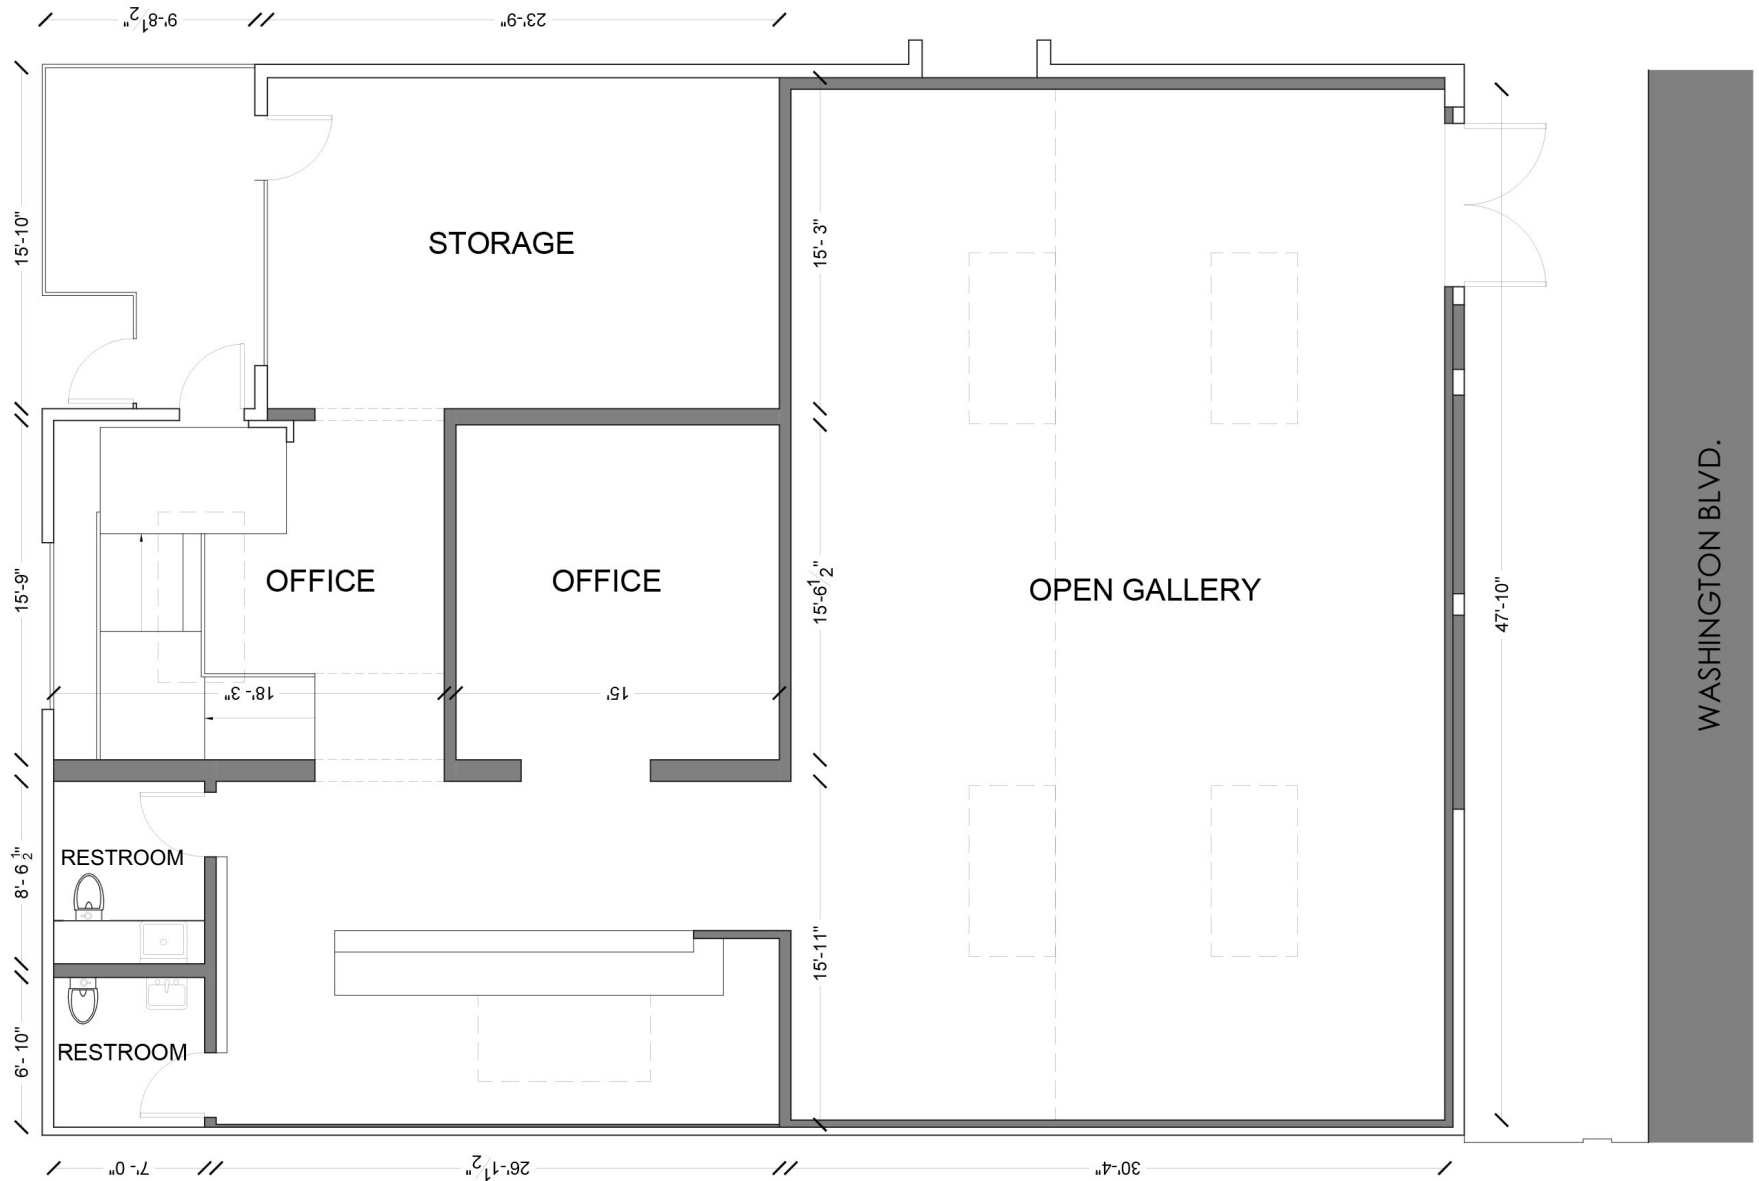 9'-8 1/2"
23'-9"
15'-10"
STORAGE
15'- 3"
15'-9"
OFFICE
OFFICE
15'-6 1/2"
OPEN GALLERY
47'-10"
WASHINGTON BLVD.
18'- 3"
15'
8'- 6 1/2"
RESTROOM
15'-11"
6'- 10"
RESTROOM
7'- 0"
26'-1 1/2"
30'-4"